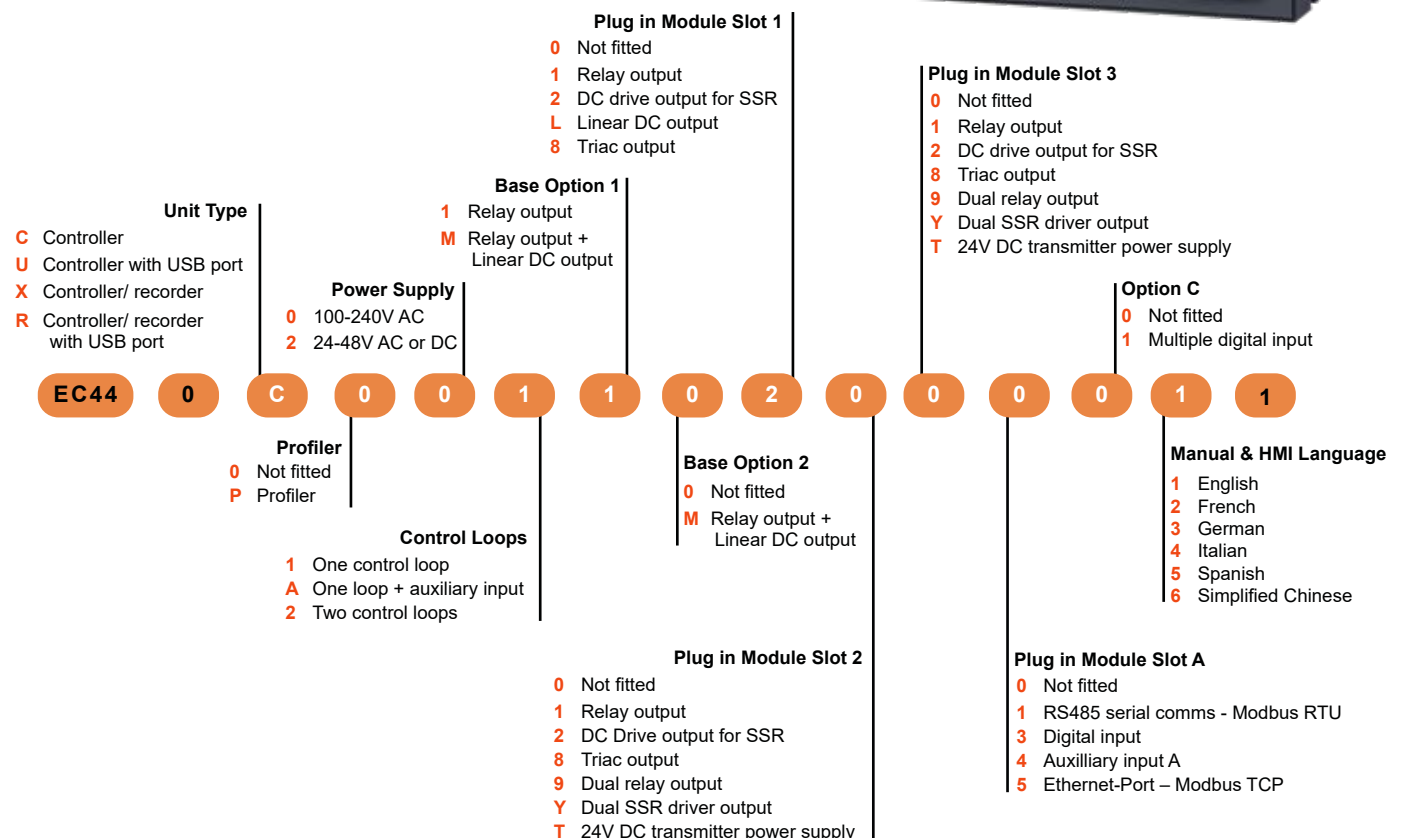 Plug in Module Slot 1
0 Not fitted
1 Relay output
2 DC drive output for SSR
L Linear DC output
8 Triac output
Plug in Module Slot 3
0 Not fitted
1 Relay output
2 DC drive output for SSR
8 Triac output
9 Dual relay output
Y Dual SSR driver output
T 24V DC transmitter power supply
Base Option 1
1 Relay output
M Relay output +
Linear DC output
Unit Type
C Controller
U Controller with USB port
X Controller/ recorder
R Controller/ recorder
with USB port
Power Supply
0 100-240V AC
2 24-48V AC or DC
Option C
0 Not fitted
1 Multiple digital input
EC44 0 C 0 0 1 1 0 2 0 0 0 0 1 1
Profiler
0 Not fitted
P Profiler
Control Loops
1 One control loop
A One loop + auxiliary input
2 Two control loops
Base Option 2
0 Not fitted
M Relay output +
Linear DC output
Manual & HMI Language
1 English
2 French
3 German
4 Italian
5 Spanish
6 Simplified Chinese
Plug in Module Slot 2
0 Not fitted
1 Relay output
2 DC Drive output for SSR
8 Triac output
9 Dual relay output
Y Dual SSR driver output
T 24V DC transmitter power supply
Plug in Module Slot A
0 Not fitted
1 RS485 serial comms - Modbus RTU
3 Digital input
4 Auxilliary input A
5 Ethernet-Port – Modbus TCP